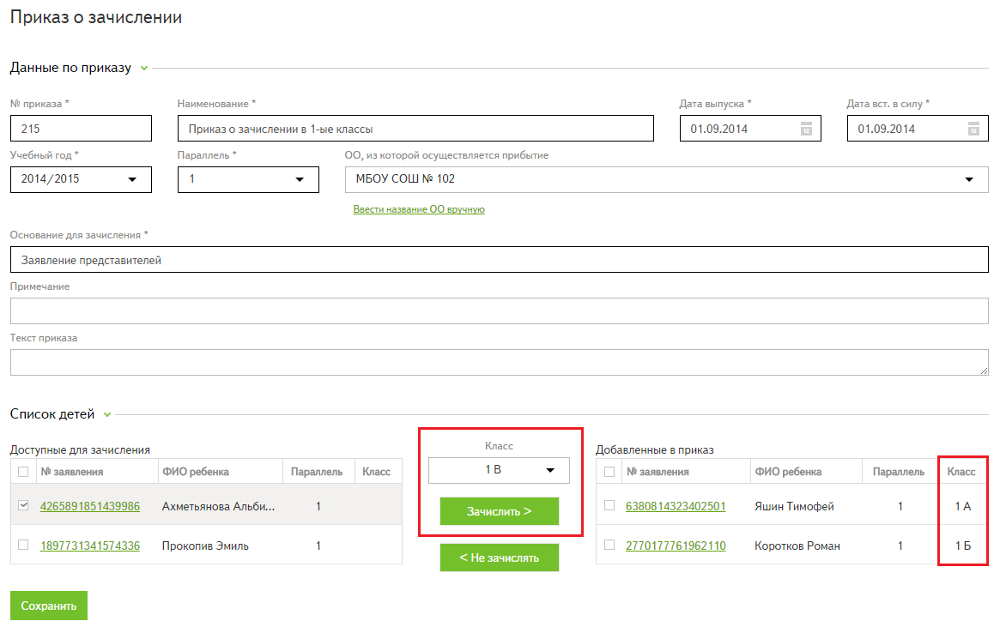 Приказ о зачислении
Данные по приказу
№ приказа * Наименование * Дата выпуска * Дата вст. в силу *
215 Приказ о зачислении в 1-ые классы 01.09.2014 01.09.2014
Учебный год * Параллель * ОО, из которой осуществляется прибытие
2014/2015 1 МБОУ СОШ № 102
Ввести название ОО вручную
Основание для зачисления *
Заявление представителей
Примечание
Текст приказа
Список детей
Доступные для зачисления
№ заявления ФИО ребенка Параллель Класс
4265891851439986 Ахметьянова Альби... 1
1897731341574336 Прокопив Эмиль 1
Класс
1 В
Зачислить >
< Не зачислять
Добавленные в приказ
№ заявления ФИО ребенка Параллель Класс
6380814323402501 Яшин Тимофей 1 1 А
2770177761962110 Коротков Роман 1 1 Б
Сохранить